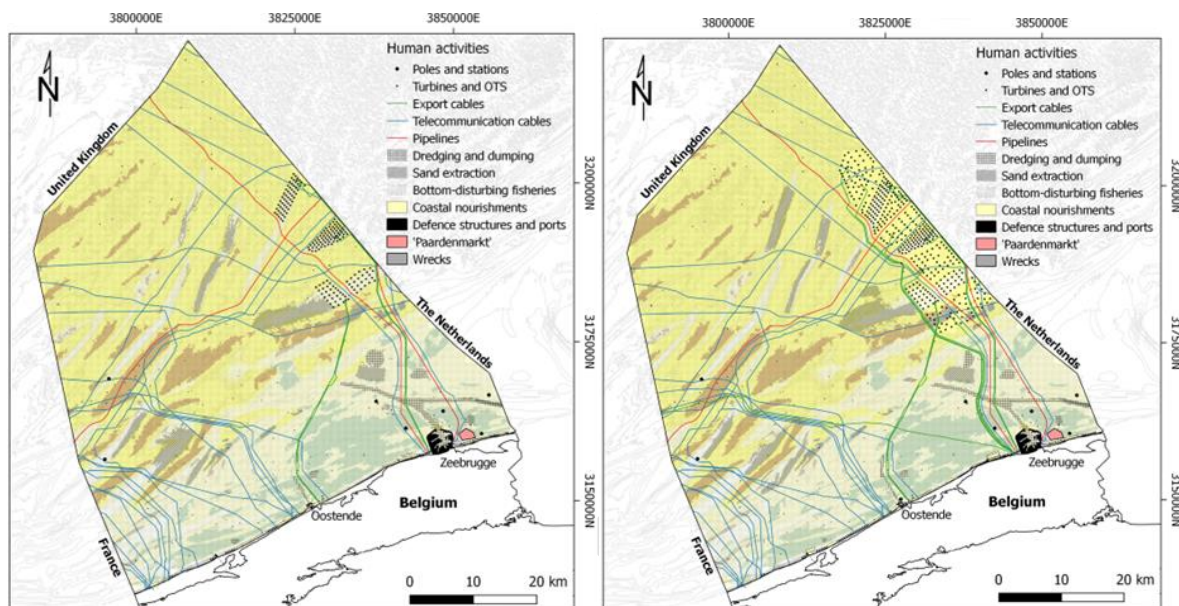 3800000E 3825000E 3850000E
Human activities
Poles and stations
Turbines and OTS
Export cables
Telecommunication cables
Pipelines
Dredging and dumping
Sand extraction
Bottom-disturbing fisheries
Coastal nourishments
Defence structures and ports
'Paardenmarkt'
Wrecks
N
United Kingdom
3200000N
The Netherlands
3175000N
Zeebrugge
Belgium
3150000N
Oostende
France
0 10 20 km
3800000E 3825000E 3850000E
Human activities
Poles and stations
Turbines and OTS
Export cables
Telecommunication cables
Pipelines
Dredging and dumping
Sand extraction
Bottom-disturbing fisheries
Coastal nourishments
Defence structures and ports
'Paardenmarkt'
Wrecks
N
United Kingdom
3200000N
The Netherlands
3175000N
Zeebrugge
Belgium
3150000N
Oostende
France
0 10 20 km